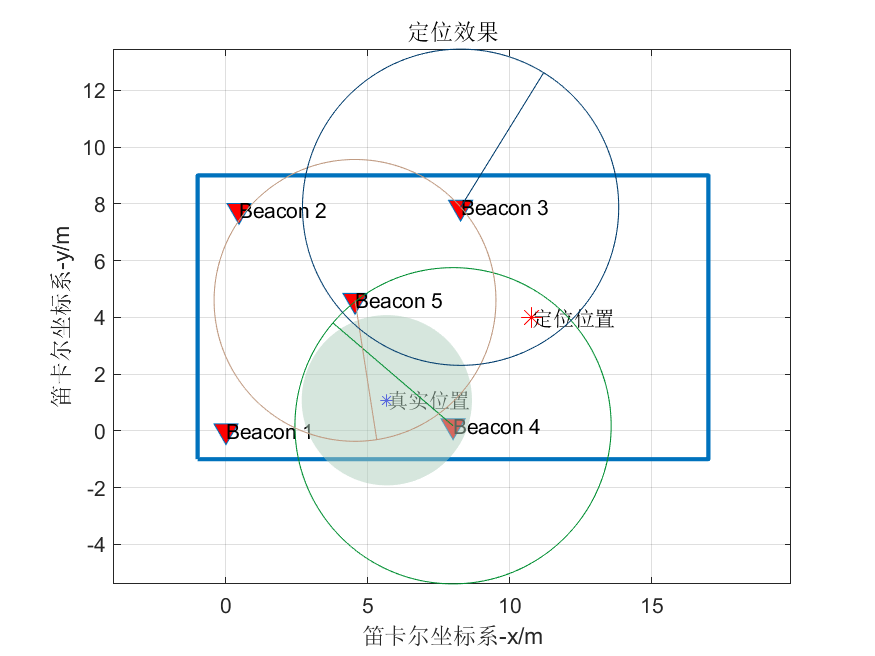 定位效果
12
10
8
6
4
2
0
-2
-4
笛卡尔坐标系-y/m
Beacon 2
Beacon 3
Beacon 5
定位位置
真实位置
Beacon 4
Beacon 1
0
5
10
15
笛卡尔坐标系-x/m